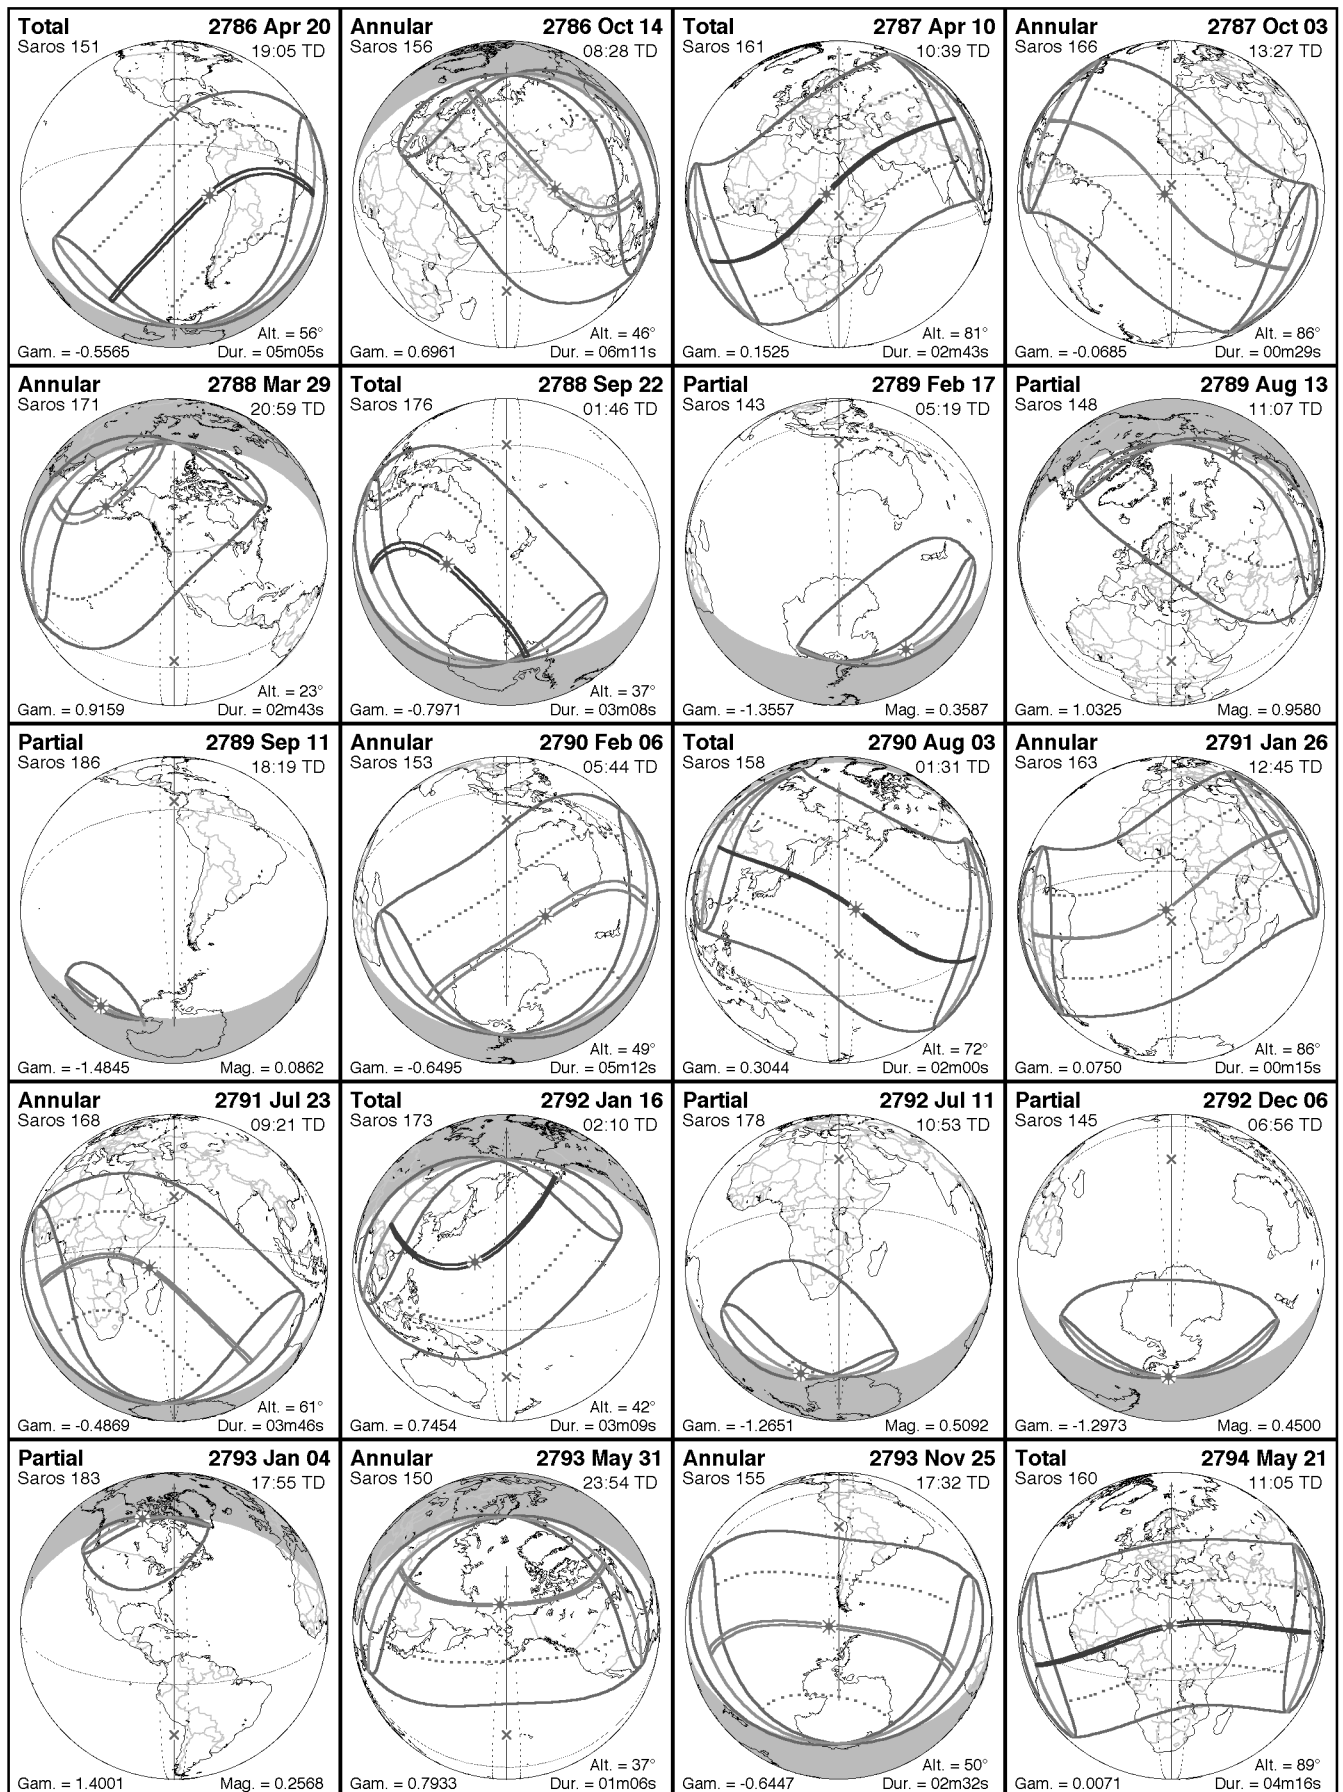 Total 2786 Apr 20
Saros 151 19:05 TD
Alt. = 56°
Gam. = -0.5565 Dur. = 05m05s
Annular 2786 Oct 14
Saros 156 08:28 TD
Alt. = 46°
Gam. = 0.6961 Dur. = 06m11s
Total 2787 Apr 10
Saros 161 10:39 TD
Alt. = 81°
Gam. = 0.1525 Dur. = 02m43s
Annular 2787 Oct 03
Saros 166 13:27 TD
Alt. = 86°
Gam. = -0.0685 Dur. = 00m29s
Annular 2788 Mar 29
Saros 171 20:59 TD
Alt. = 23°
Gam. = 0.9159 Dur. = 02m43s
Total 2788 Sep 22
Saros 176 01:46 TD
Alt. = 37°
Gam. = -0.7971 Dur. = 03m08s
Partial 2789 Feb 17
Saros 143 05:19 TD
Gam. = -1.3557 Mag. = 0.3587
Partial 2789 Aug 13
Saros 148 11:07 TD
Gam. = 1.0325 Mag. = 0.9580
Partial 2789 Sep 11
Saros 186 18:19 TD
Gam. = -1.4845 Mag. = 0.0862
Annular 2790 Feb 06
Saros 153 05:44 TD
Alt. = 49°
Gam. = -0.6495 Dur. = 05m12s
Total 2790 Aug 03
Saros 158 01:31 TD
Alt. = 72°
Gam. = 0.3044 Dur. = 02m00s
Annular 2791 Jan 26
Saros 163 12:45 TD
Alt. = 86°
Gam. = 0.0750 Dur. = 00m15s
Annular 2791 Jul 23
Saros 168 09:21 TD
Alt. = 61°
Gam. = -0.4869 Dur. = 03m46s
Total 2792 Jan 16
Saros 173 02:10 TD
Alt. = 42°
Gam. = 0.7454 Dur. = 03m09s
Partial 2792 Jul 11
Saros 178 10:53 TD
Gam. = -1.2651 Mag. = 0.5092
Partial 2792 Dec 06
Saros 145 06:56 TD
Gam. = -1.2973 Mag. = 0.4500
Partial 2793 Jan 04
Saros 183 17:55 TD
Gam. = 1.4001 Mag. = 0.2568
Annular 2793 May 31
Saros 150 23:54 TD
Alt. = 37°
Gam. = 0.7933 Dur. = 01m06s
Annular 2793 Nov 25
Saros 155 17:32 TD
Alt. = 50°
Gam. = -0.6447 Dur. = 02m32s
Total 2794 May 21
Saros 160 11:05 TD
Alt. = 89°
Gam. = 0.0071 Dur. = 04m16s